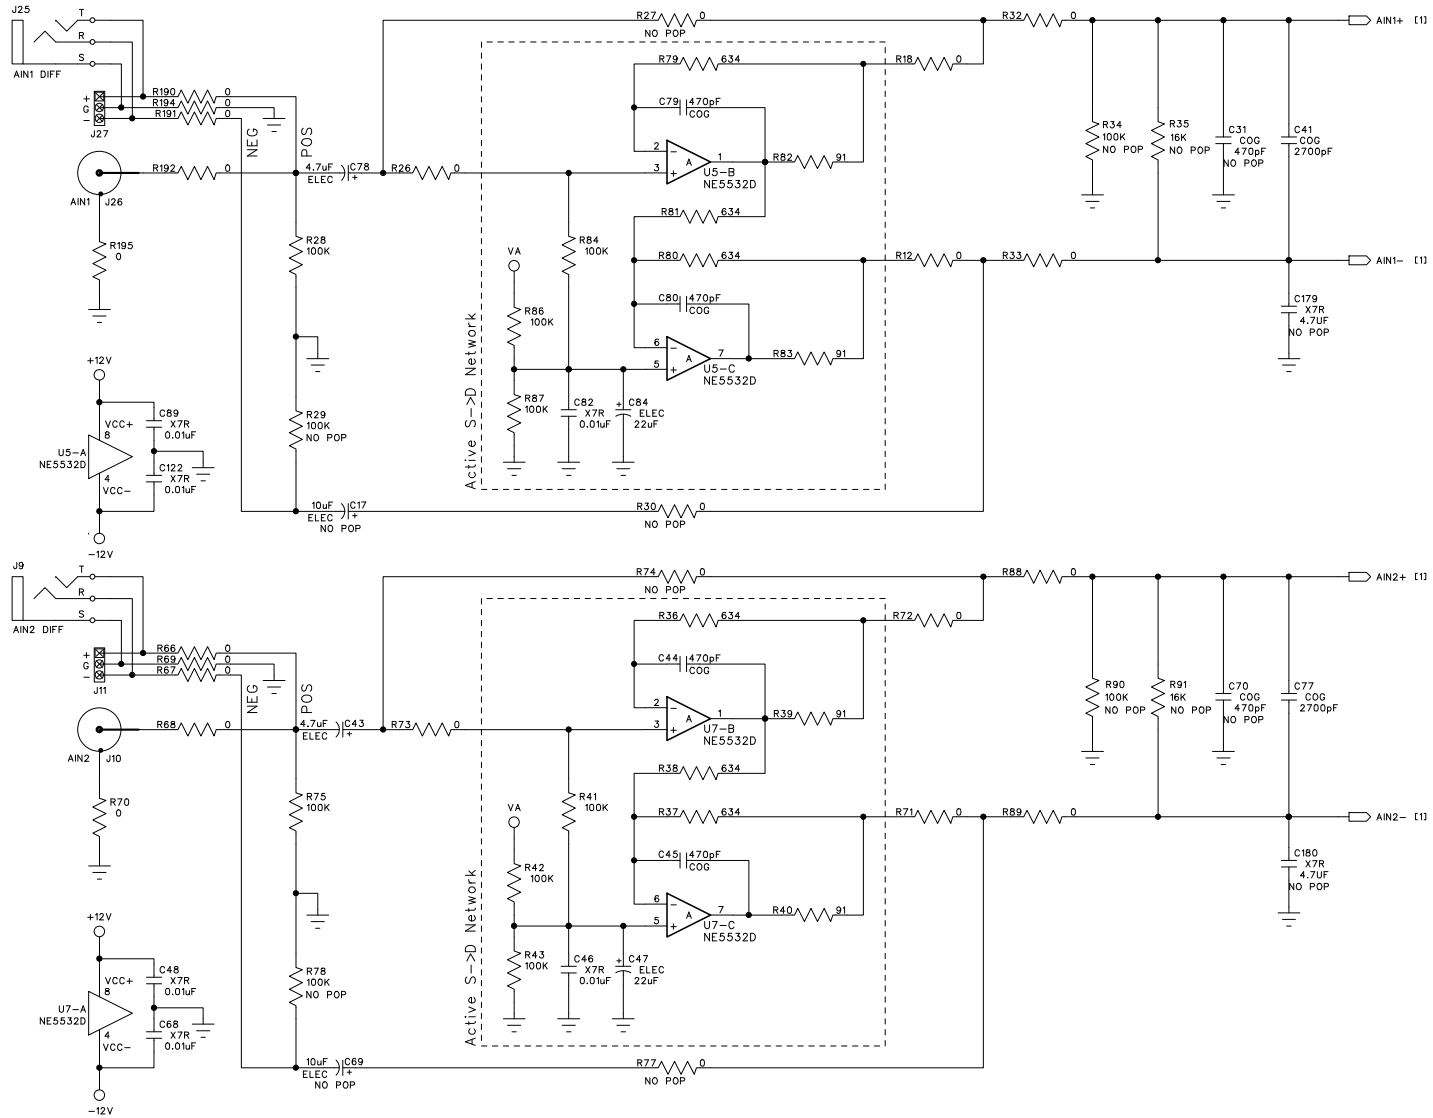 J25
T
R
S
AIN1 DIFF
+
G
-
J27
R190 0
R194 0
R191 0
NEG
POS
R192 0
AIN1 J26
R195
0
4.7uF C78
ELEC +
R26 0
R28
100K
R29
100K
NO POP
10uF C17
ELEC +
NO POP
R30 0
NO POP
+12V
C89
X7R
0.01uF
VCC+
8
U5-A
NE5532D
4
VCC-
C122
X7R
0.01uF
-12V
R27 0
NO POP
Active S->D Network
R79 634
C79 470pF
COG
2 -
3 +
A
1
U5-B
NE5532D
R82 91
R81 634
R80 634
C80 470pF
COG
6 -
5 +
A
7
U5-C
NE5532D
R83 91
VA
R84
100K
R86
100K
R87
100K
C82
X7R
0.01uF
+ C84
ELEC
22uF
R18 0
R12 0
R32 0
R33 0
R34
100K
NO POP
R35
16K
NO POP
C31
COG
470pF
NO POP
C41
COG
2700pF
C179
X7R
4.7UF
NO POP
AIN1+ [1]
AIN1- [1]
J9
T
R
S
AIN2 DIFF
+
G
-
J11
R66 0
R69 0
R67 0
NEG
POS
R68 0
AIN2 J10
R70
0
4.7uF C43
ELEC +
R73 0
R75
100K
R78
100K
NO POP
10uF C69
ELEC +
NO POP
R77 0
NO POP
+12V
C48
X7R
0.01uF
VCC+
8
U7-A
NE5532D
4
VCC-
C68
X7R
0.01uF
-12V
R74 0
NO POP
Active S->D Network
R36 634
C44 470pF
COG
2 -
3 +
A
1
U7-B
NE5532D
R39 91
R38 634
R37 634
C45 470pF
COG
6 -
5 +
A
7
U7-C
NE5532D
R40 91
VA
R41
100K
R42
100K
R43
100K
C46
X7R
0.01uF
+ C47
ELEC
22uF
R72 0
R71 0
R88 0
R89 0
R90
100K
NO POP
R91
16K
NO POP
C70
COG
470pF
NO POP
C77
COG
2700pF
C180
X7R
4.7UF
NO POP
AIN2+ [1]
AIN2- [1]